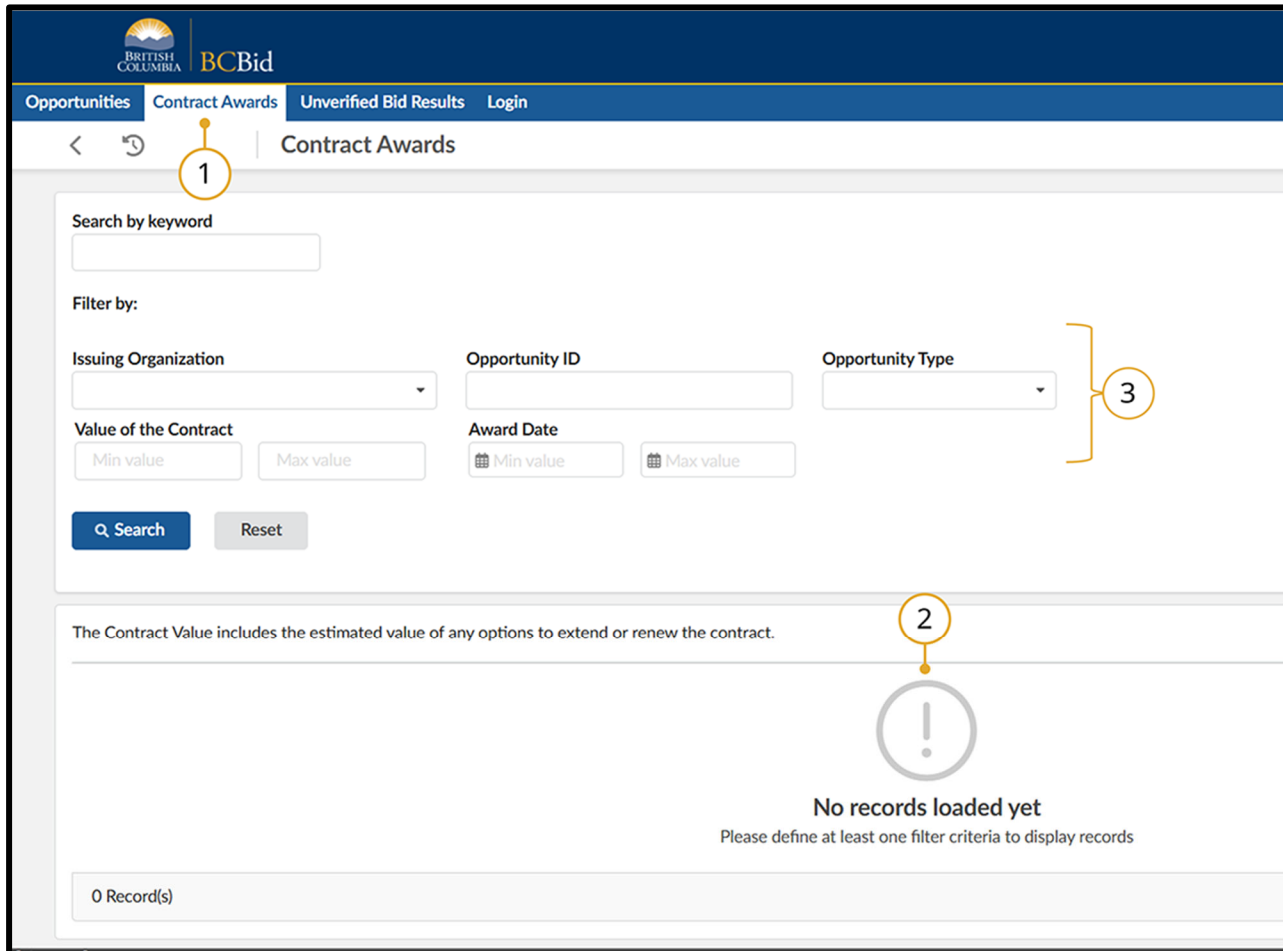 BRITISH
COLUMBIA
BCBid
Opportunities Contract Awards Unverified Bid Results Login
Contract Awards
1
Search by keyword
Filter by:
Issuing Organization Opportunity ID Opportunity Type
3
Value of the Contract Award Date
Min value Max value Min value Max value
Search Reset
2
The Contract Value includes the estimated value of any options to extend or renew the contract.
!
No records loaded yet
Please define at least one filter criteria to display records
0 Record(s)